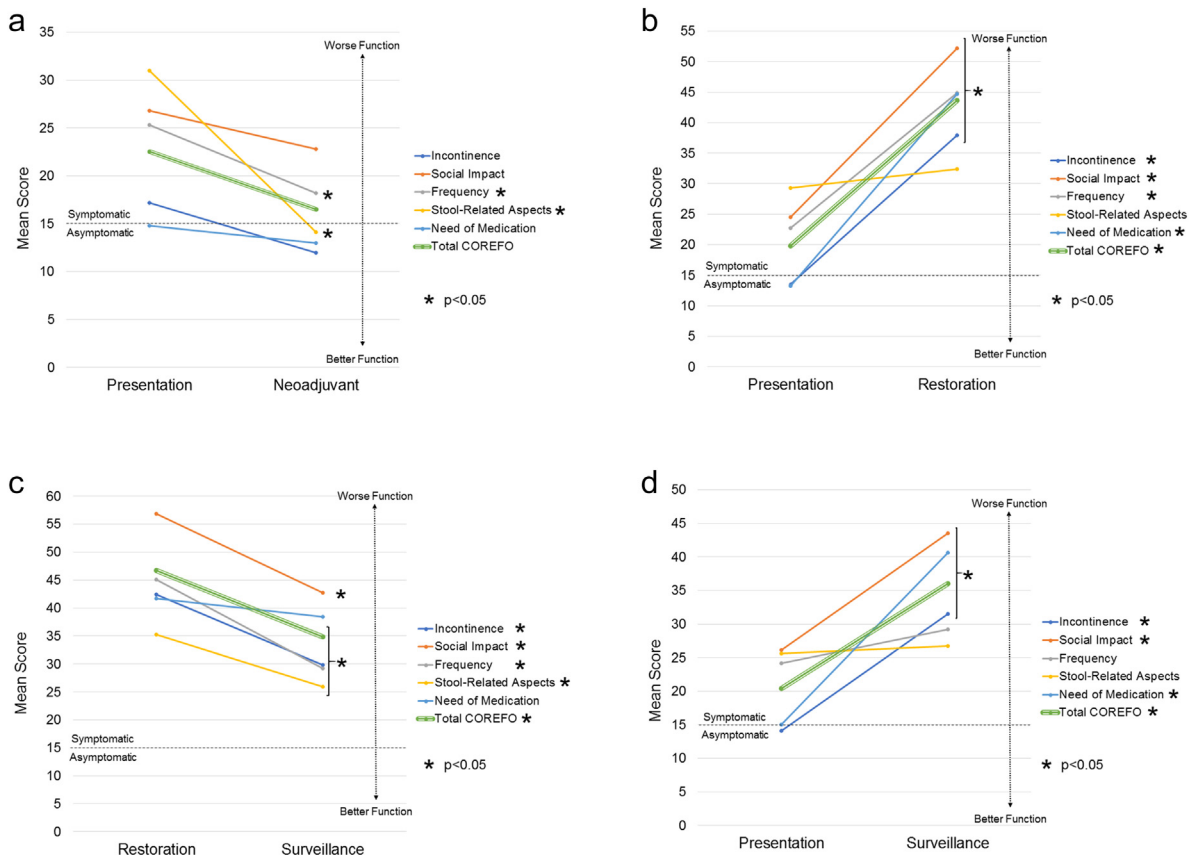 a
35
30
25
20
15
10
5
0
Mean Score
Symptomatic
Asymptomatic
Presentation
Neoadjuvant
Worse Function
Better Function
*
*
Incontinence
Social Impact
Frequency *
Stool-Related Aspects *
Need of Medication
Total COREFO
* p<0.05
b
55
50
45
40
35
30
25
20
15
10
5
0
Mean Score
Symptomatic
Asymptomatic
Presentation
Restoration
Worse Function
Better Function
*
Incontinence *
Social Impact *
Frequency *
Stool-Related Aspects
Need of Medication *
Total COREFO *
* p<0.05
c
60
55
50
45
40
35
30
25
20
15
15
10
5
0
Mean Score
Symptomatic
Asymptomatic
Restoration
Surveillance
Worse Function
Better Function
*
*
Incontinence *
Social Impact *
Frequency *
Stool-Related Aspects *
Need of Medication
Total COREFO *
* p<0.05
d
50
45
40
35
30
25
20
15
10
5
0
Mean Score
Symptomatic
Asymptomatic
Presentation
Surveillance
Worse Function
Better Function
*
Incontinence *
Social Impact *
Frequency
Stool-Related Aspects
Need of Medication *
Total COREFO *
* p<0.05